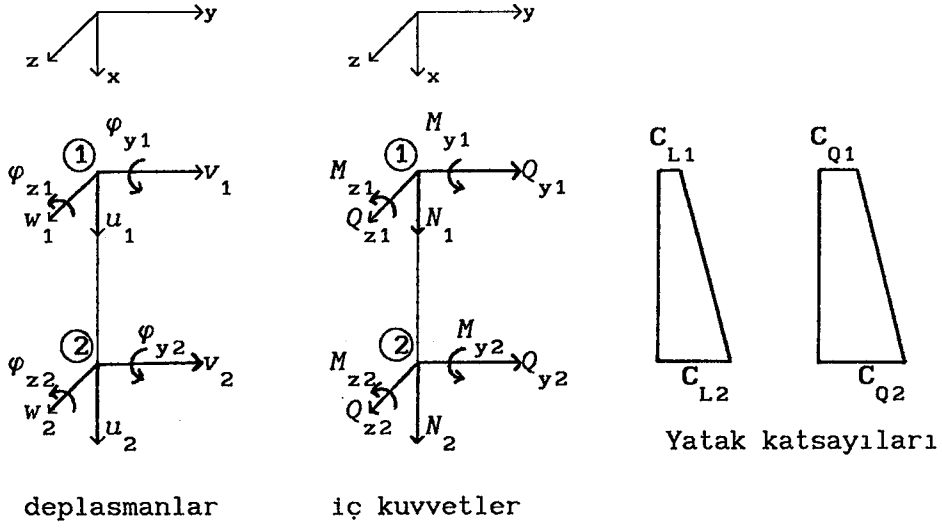 y
z
x
y
z
x
φy1
1
φz1
v1
w1
u1
φy2
2
φz2
v2
w2
u2
deplasmanlar
My1
1
Mz1
Qy1
Qz1
N1
My2
2
Mz2
Qy2
Qz2
N2
iç kuvvetler
CL1
CQ1
CL2
CQ2
Yatak katsayıları